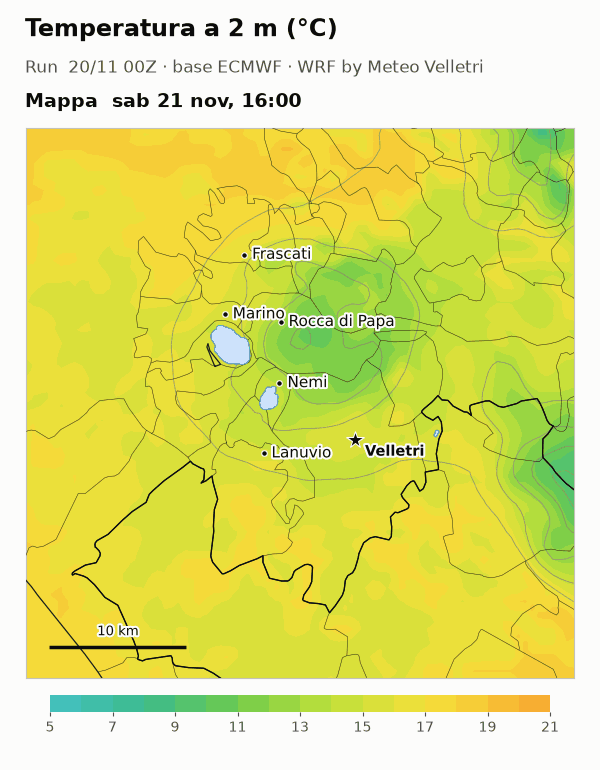 Temperatura a 2 m (°C)
Run  20/11 00Z · base ECMWF · WRF by Meteo Velletri
Mappa  sab 21 nov, 16:00
Frascati
Marino
Rocca di Papa
Nemi
Velletri
Lanuvio
10 km
5 7 9 11 13 15 17 19 21